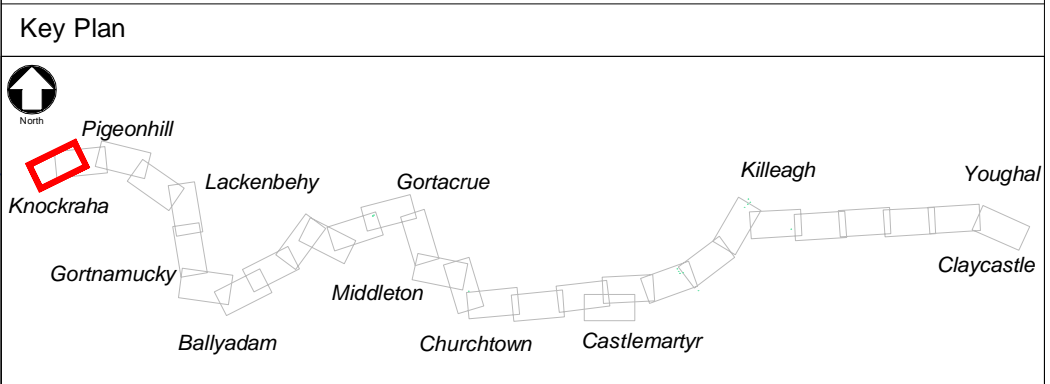 Key Plan
North
Pigeonhill
Killeagh
Youghal
Lackenbehy
Gortacrue
Knockraha
Gortnamucky
Claycastle
Middleton
Ballyadam
Churchtown
Castlemartyr